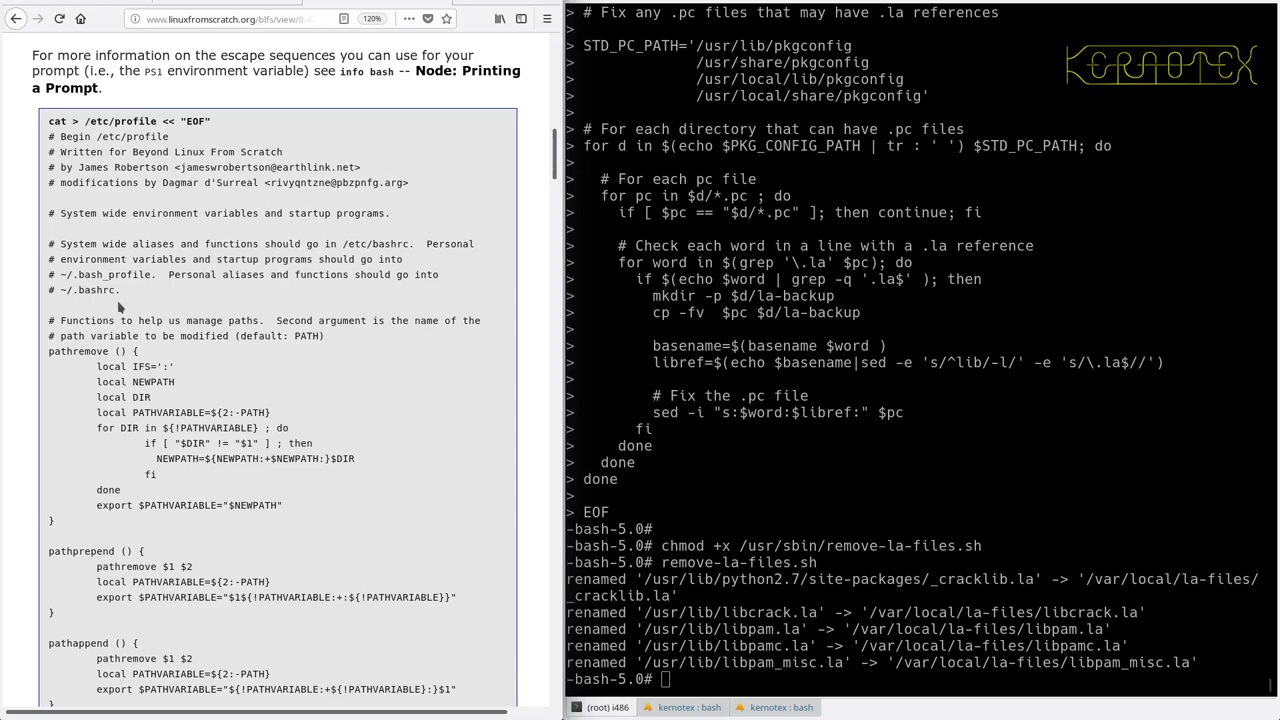 www.linuxfromscratch.org/blfs/view/8.4
120%
For more information on the escape sequences you can use for your
prompt (i.e., the PS1 environment variable) see info bash -- Node: Printing
a Prompt.
cat > /etc/profile << "EOF"
# Begin /etc/profile
# Written for Beyond Linux From Scratch
# by James Robertson <jameswrobertson@earthlink.net>
# modifications by Dagmar d'Surreal <rivyqntzne@pbzpnfg.arg>
# System wide environment variables and startup programs.
# System wide aliases and functions should go in /etc/bashrc.  Personal
# environment variables and startup programs should go into
# ~/.bash_profile.  Personal aliases and functions should go into
# ~/.bashrc.
# Functions to help us manage paths.  Second argument is the name of the
# path variable to be modified (default: PATH)
pathremove () {
local IFS=':'
local NEWPATH
local DIR
local PATHVARIABLE=${2:-PATH}
for DIR in ${!PATHVARIABLE} ; do
if [ "$DIR" != "$1" ] ; then
NEWPATH=${NEWPATH:+$NEWPATH:}$DIR
fi
done
export $PATHVARIABLE="$NEWPATH"
}
pathprepend () {
pathremove $1 $2
local PATHVARIABLE=${2:-PATH}
export $PATHVARIABLE="$1${!PATHVARIABLE:+:${!PATHVARIABLE}}"
}
pathappend () {
pathremove $1 $2
local PATHVARIABLE=${2:-PATH}
export $PATHVARIABLE="${!PATHVARIABLE:+${!PATHVARIABLE}:}$1"
}
> # Fix any .pc files that may have .la references
>
> STD_PC_PATH='/usr/lib/pkgconfig
> /usr/share/pkgconfig
> /usr/local/lib/pkgconfig
> /usr/local/share/pkgconfig'
>
> # For each directory that can have .pc files
> for d in $(echo $PKG_CONFIG_PATH | tr : ' ') $STD_PC_PATH; do
>
> # For each pc file
> for pc in $d/*.pc ; do
> if [ $pc == "$d/*.pc" ]; then continue; fi
>
> # Check each word in a line with a .la reference
> for word in $(grep '\.la' $pc); do
> if $(echo $word | grep -q '.la$' ); then
> mkdir -p $d/la-backup
> cp -fv  $pc $d/la-backup
>
> basename=$(basename $word )
> libref=$(echo $basename|sed -e 's/^lib/-l/' -e 's/\.la$//')
>
> # Fix the .pc file
> sed -i "s:$word:$libref:" $pc
> fi
> done
> done
> done
>
> EOF
-bash-5.0#
-bash-5.0# chmod +x /usr/sbin/remove-la-files.sh
-bash-5.0# remove-la-files.sh
renamed '/usr/lib/python2.7/site-packages/_cracklib.la' -> '/var/local/la-files/
_cracklib.la'
renamed '/usr/lib/libcrack.la' -> '/var/local/la-files/libcrack.la'
renamed '/usr/lib/libpam.la' -> '/var/local/la-files/libpam.la'
renamed '/usr/lib/libpamc.la' -> '/var/local/la-files/libpamc.la'
renamed '/usr/lib/libpam_misc.la' -> '/var/local/la-files/libpam_misc.la'
-bash-5.0#
KERNOTEX
(root) i486
kernotex : bash
kernotex : bash